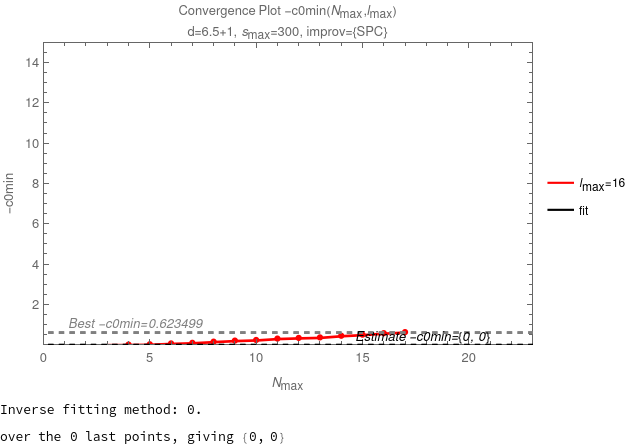 Convergence Plot −c0min(Nmax,lmax)
d=6.5+1, smax=300, improv={SPC}
14
12
10
8
6
4
2
−c0min
Best −c0min=0.623499
Estimate −c0min={0, 0}
0 5 10 15 20
Nmax
lmax=16
fit
Inverse fitting method: 0.
over the 0 last points, giving {0, 0}